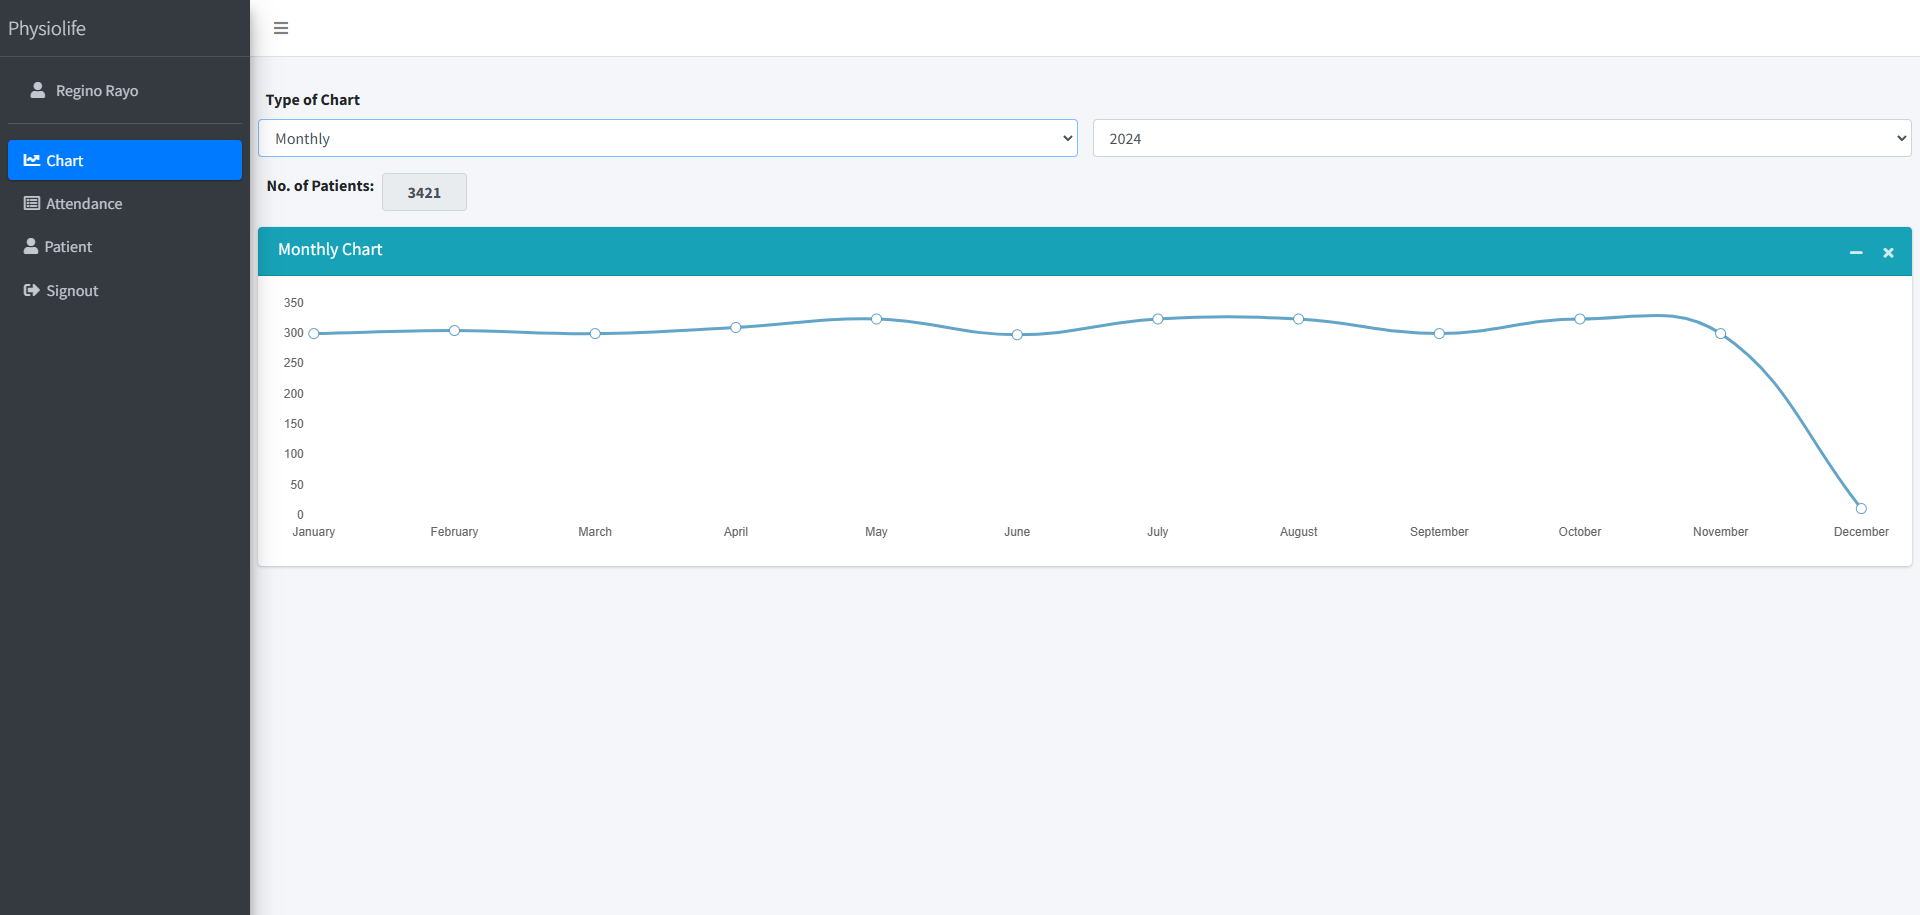 Physiolife
Regino Rayo
Chart
Attendance
Patient
Signout
Type of Chart
Monthly
2024
No. of Patients:
3421
Monthly Chart
350
300
250
200
150
100
50
0
January February March April May June July August September October November December